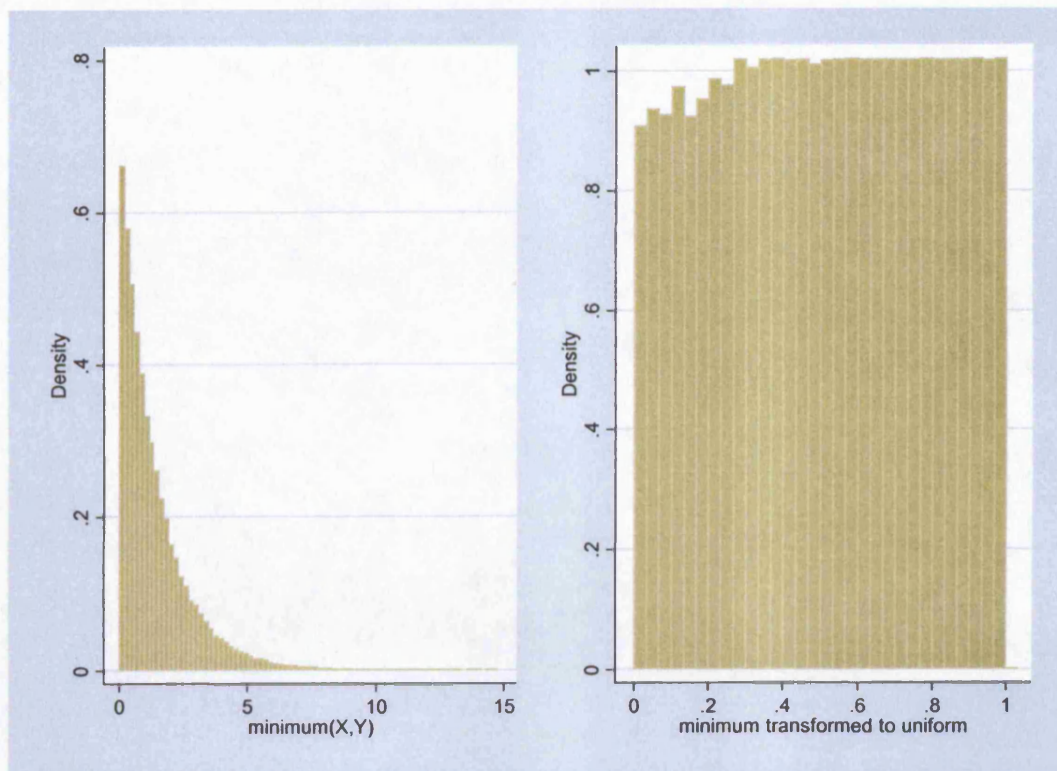 .8
.6
.4
.2
0
Density
0 5 10 15
minimum(X,Y)
1
.8
.6
.4
.2
0
Density
0 .2 .4 .6 .8 1
minimum transformed to uniform